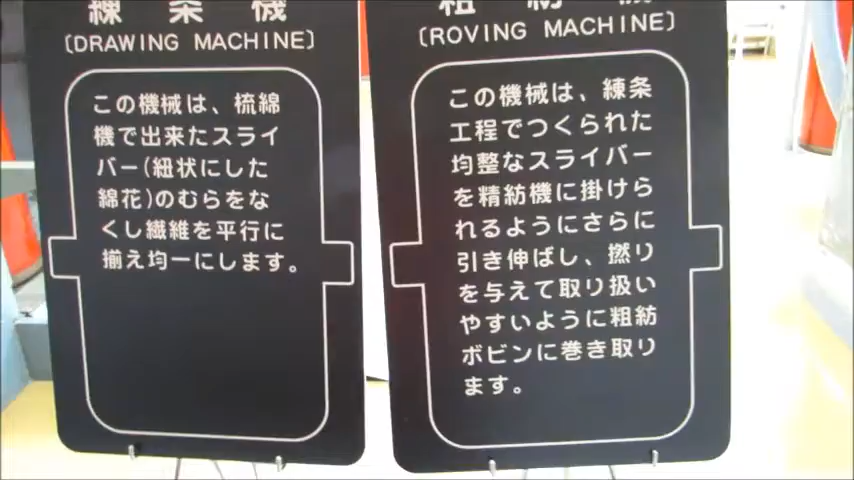 練条機
(DRAWING MACHINE)
この機械は、梳綿
機で出来たスライ
バー(紐状にした
綿花)のむらをな
くし繊維を平行に
揃え均一にします。
粗紡機
(ROVING MACHINE)
この機械は、練条
工程でつくられた
均整なスライバー
を精紡機に掛けら
れるようにさらに
引き伸ばし、撚り
を与えて取り扱い
やすいように粗紡
ボビンに巻き取り
ます。